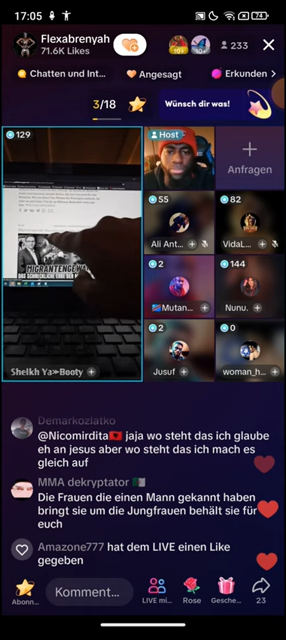 17:05
74
Flexabrenyah
71.6K Likes
10+
233
Chatten und Int...
Angesagt
Erkunden
3/18
Wünsch dir was!
129
MIGRANTENGEWA
Sheikh Ya>>Booty
Host
Anfragen
55
Ali Ant...
82
Vidal...
2
Mutan...
144
Nunu.
2
Jusuf
0
woman_h...
Demarkoziatko
@Nicomirdita🇦🇱 jaja wo steht das ich glaube
eh an jesus aber wo steht das ich mach es
gleich auf
MMA dekryptator 🇩🇿
Die Frauen die einen Mann gekannt haben
bringt sie um die Jungfrauen behält sie für
euch
Amazone777 hat dem LIVE einen Like
gegeben
Abonn...
Komment...
LIVE mi...
Rose
Gesche...
23